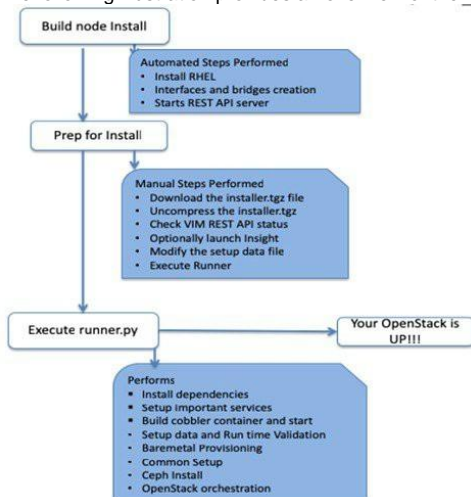 Build node Install
Automated Steps Performed
• Install RHEL
• Interfaces and bridges creation
• Starts REST API server
Prep for Install
Manual Steps Performed
• Download the installer.tgz file
• Uncompress the installer.tgz
• Check VIM REST API status
• Optionally launch Insight
• Modify the setup data file
• Execute Runner
Execute runner.py
Your OpenStack is
UP!!!
Performs
▪ Install dependencies
▪ Setup important services
▪ Build cobbler container and start
- Setup data and Run time Validation
- Baremetal Provisioning
- Common Setup
- Ceph Install
• OpenStack orchestration